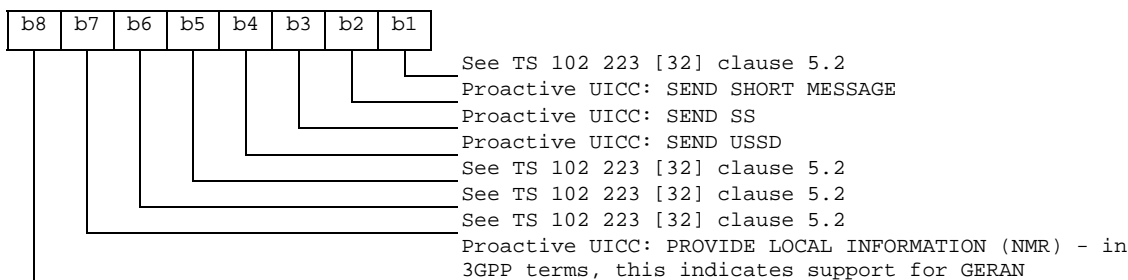 b8 b7 b6 b5 b4 b3 b2 b1
See TS 102 223 [32] clause 5.2
Proactive UICC: SEND SHORT MESSAGE
Proactive UICC: SEND SS
Proactive UICC: SEND USSD
See TS 102 223 [32] clause 5.2
See TS 102 223 [32] clause 5.2
See TS 102 223 [32] clause 5.2
Proactive UICC: PROVIDE LOCAL INFORMATION (NMR) - in
3GPP terms, this indicates support for GERAN